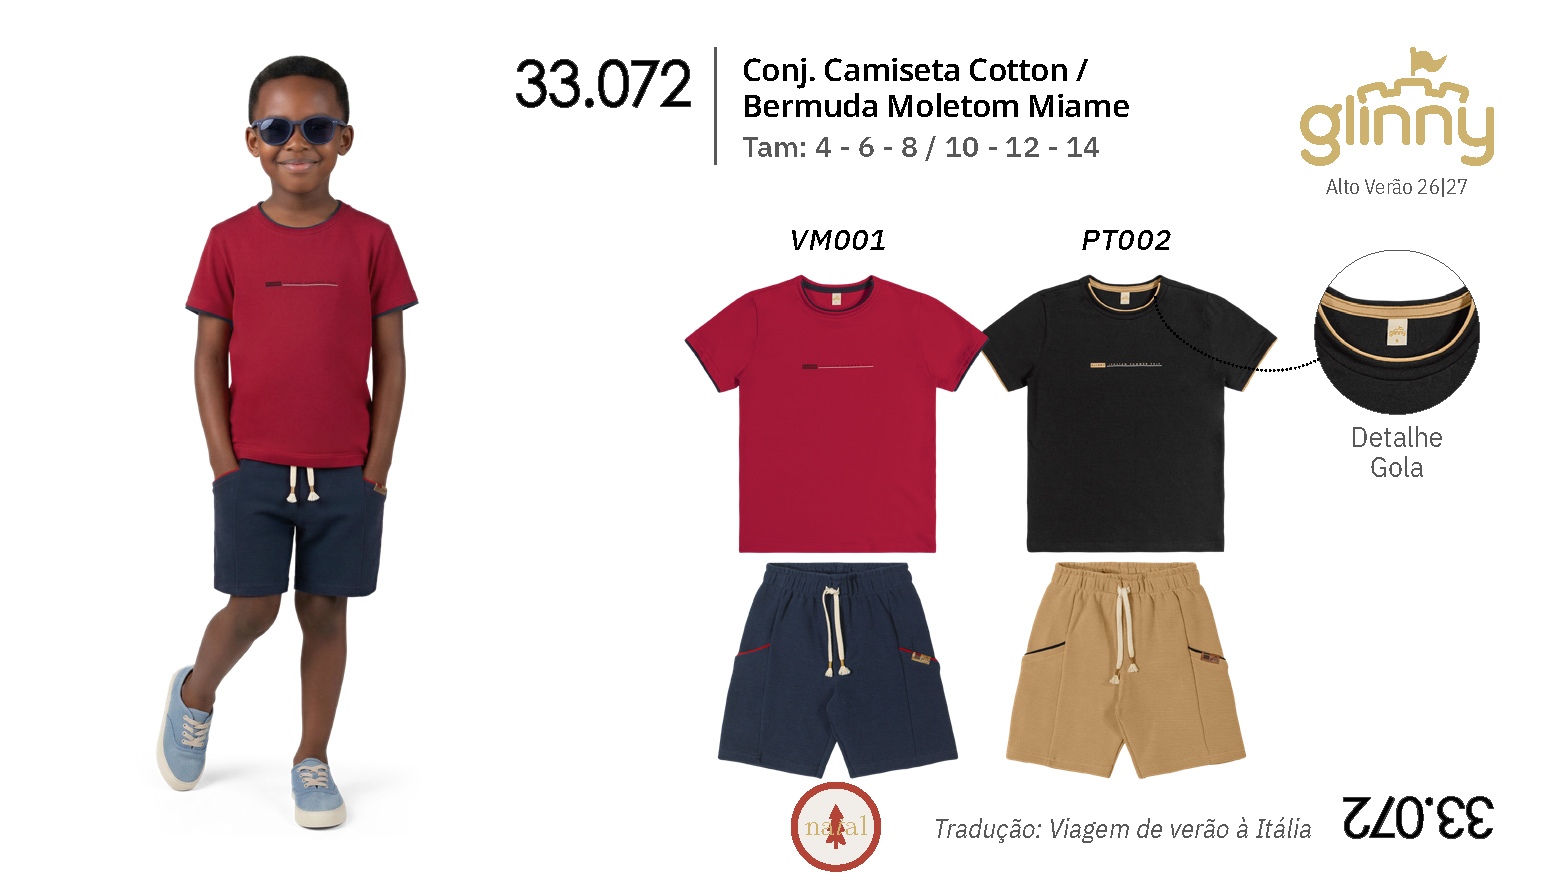 33.072
Conj. Camiseta Cotton /
Bermuda Moletom Miame
Tam: 4 - 6 - 8 / 10 - 12 - 14
glinny
Alto Verão 26|27
VM001
PT002
glinny
Detalhe
Gola
natal
Tradução: Viagem de verão à Itália
33.072